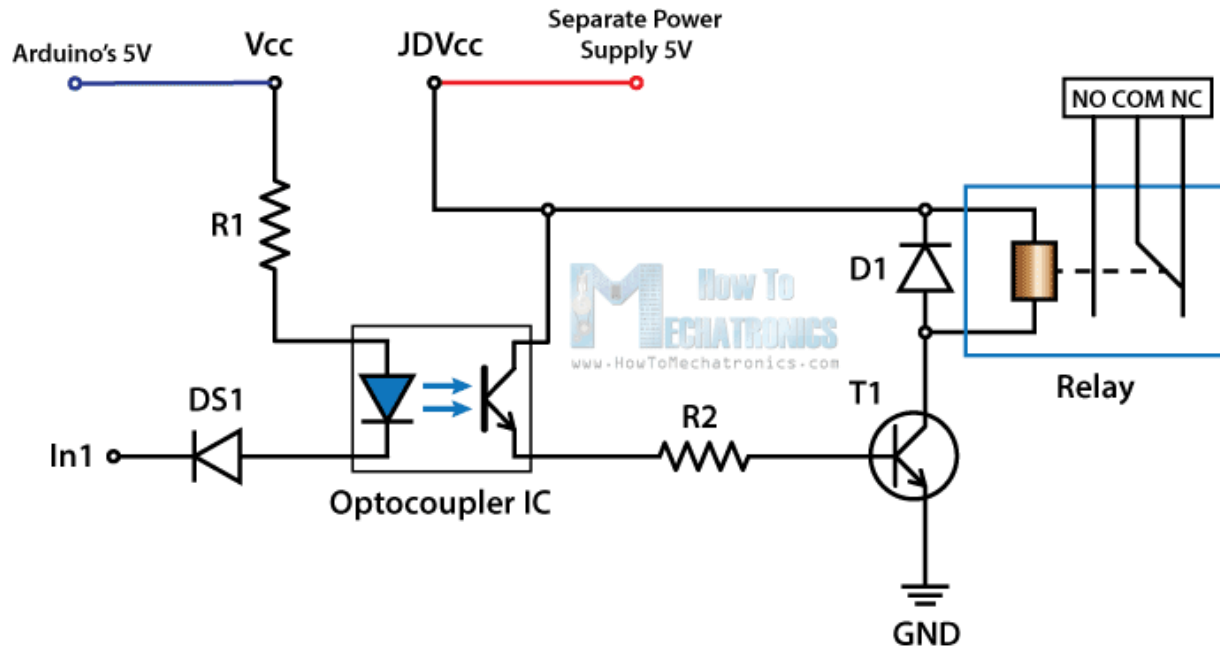 Arduino's 5V
Vcc
JDVcc
Separate Power
Supply 5V
NO COM NC
R1
D1
How To
MECHATRONICS
www.HowToMechatronics.com
Relay
DS1
T1
R2
In1
Optocoupler IC
GND